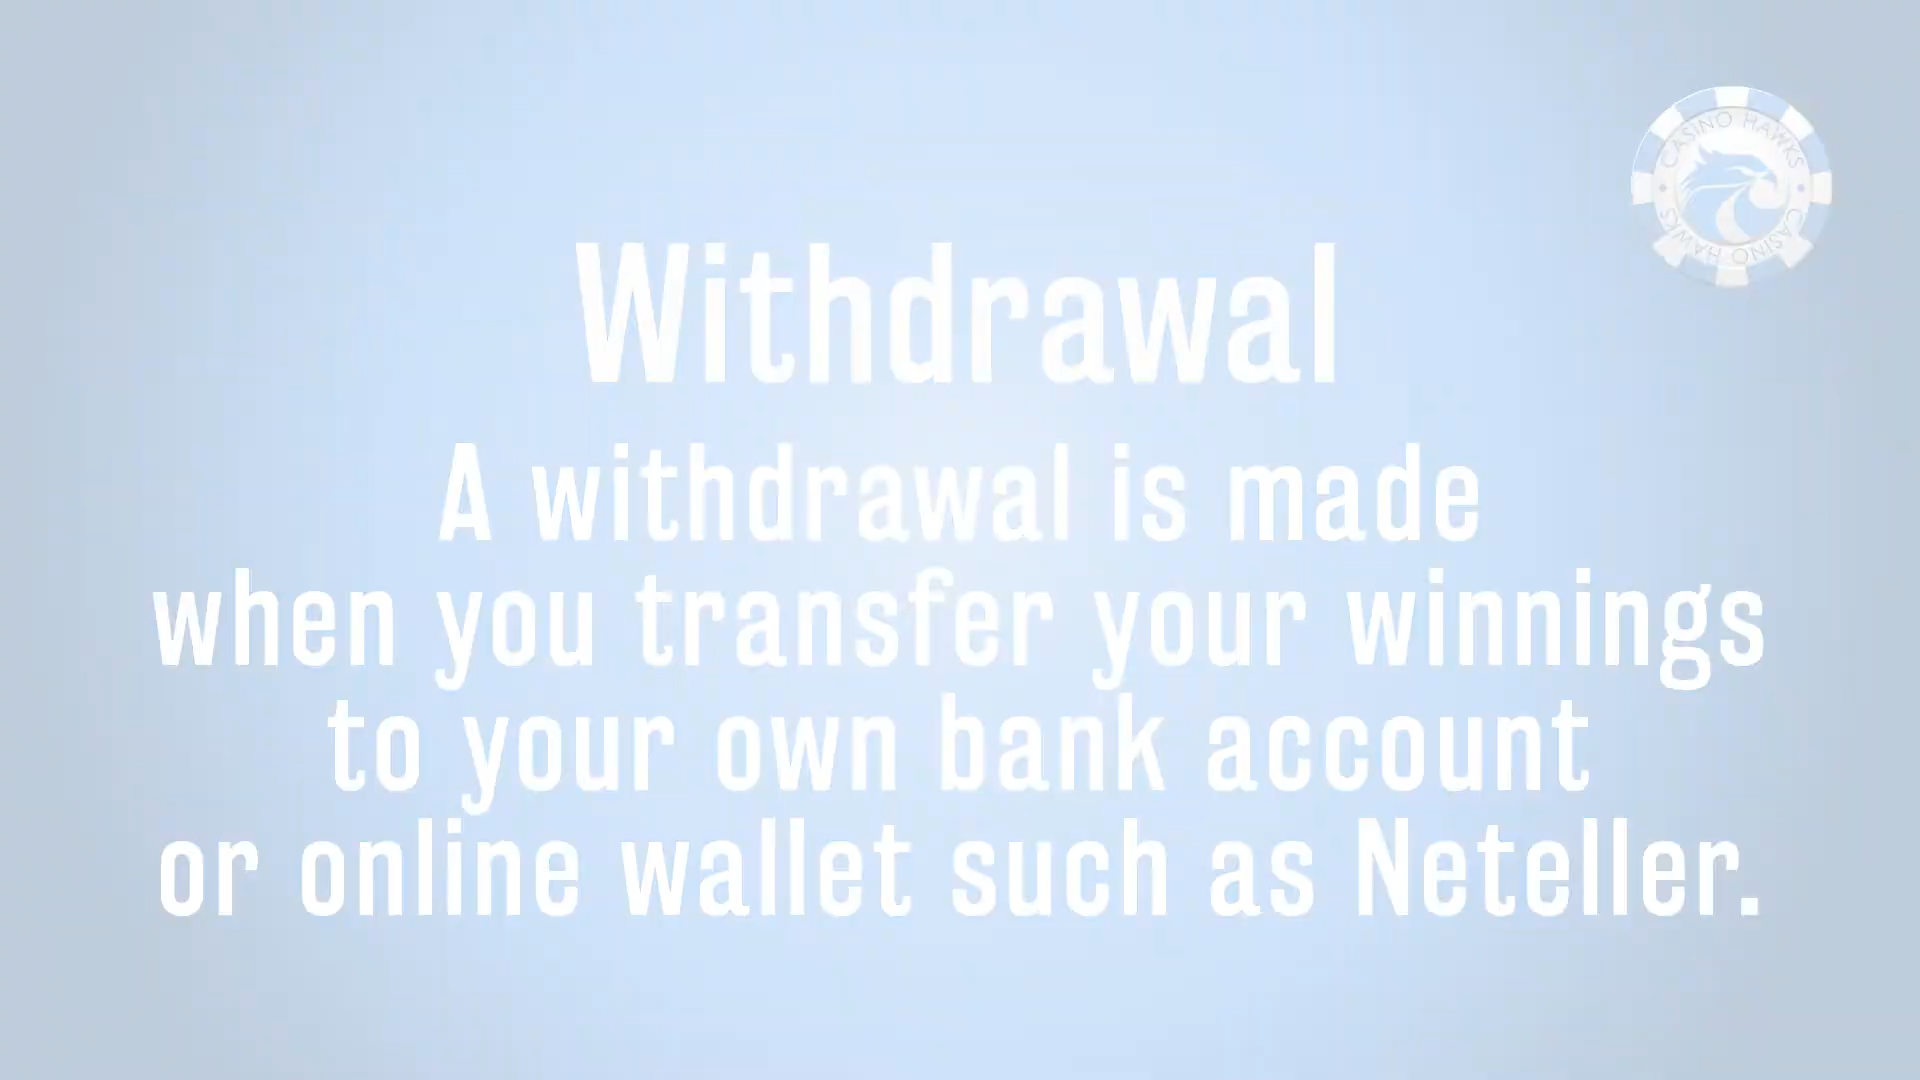 CASINO HAWKS
CASINO HAWKS
Withdrawal
A withdrawal is made
when you transfer your winnings
to your own bank account
or online wallet such as Neteller.